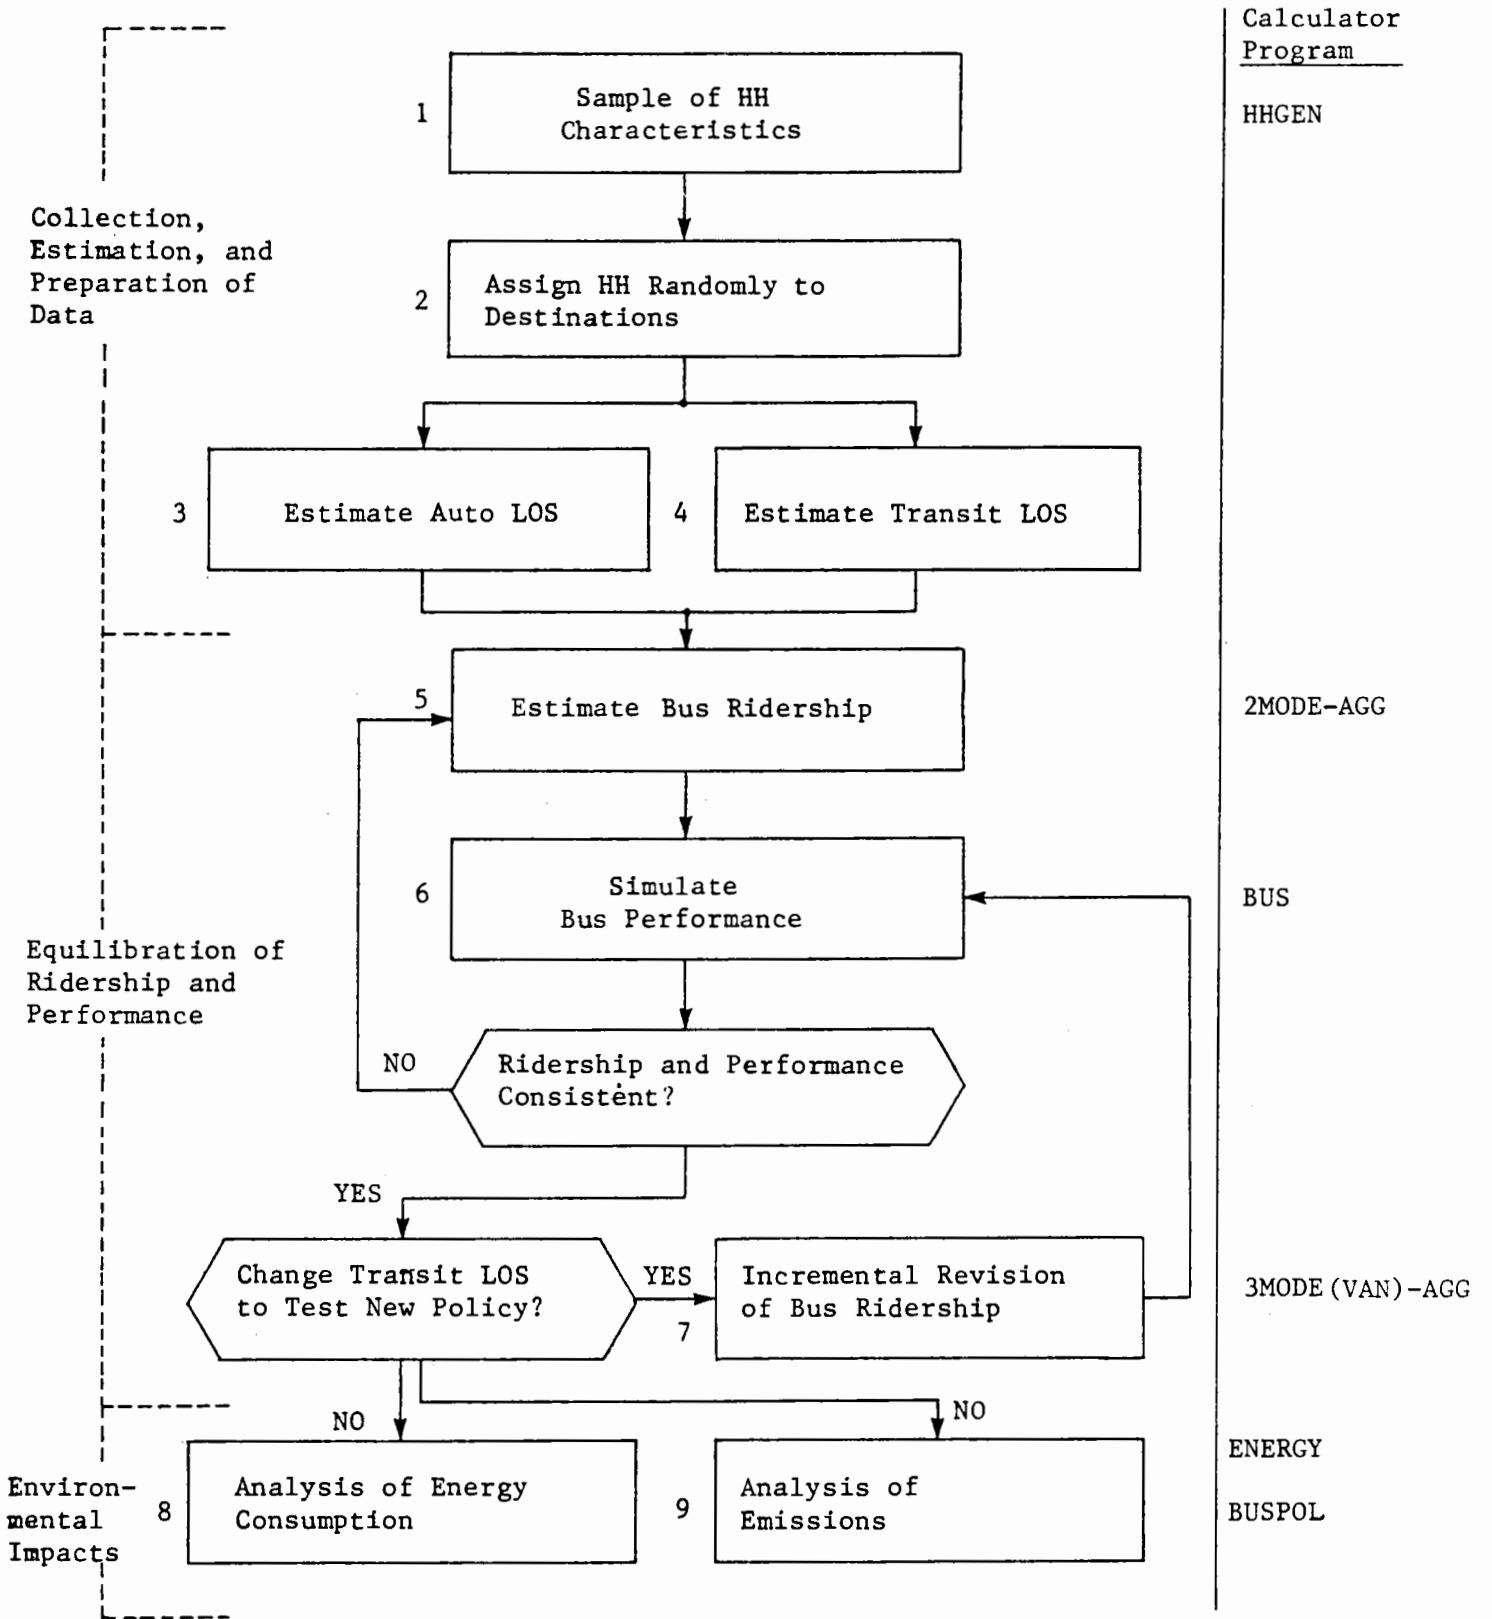 Calculator
Program
1
Sample of HH
Characteristics
HHGEN
Collection,
Estimation, and
Preparation of
Data
2
Assign HH Randomly to
Destinations
3
Estimate Auto LOS
4
Estimate Transit LOS
5
Estimate Bus Ridership
2MODE-AGG
6
Simulate
Bus Performance
BUS
Equilibration of
Ridership and
Performance
NO
Ridership and Performance
Consistent?
YES
Change Transit LOS
to Test New Policy?
YES
7
Incremental Revision
of Bus Ridership
3MODE(VAN)-AGG
NO
NO
Environ-
mental
Impacts
8
Analysis of Energy
Consumption
9
Analysis of
Emissions
ENERGY
BUSPOL